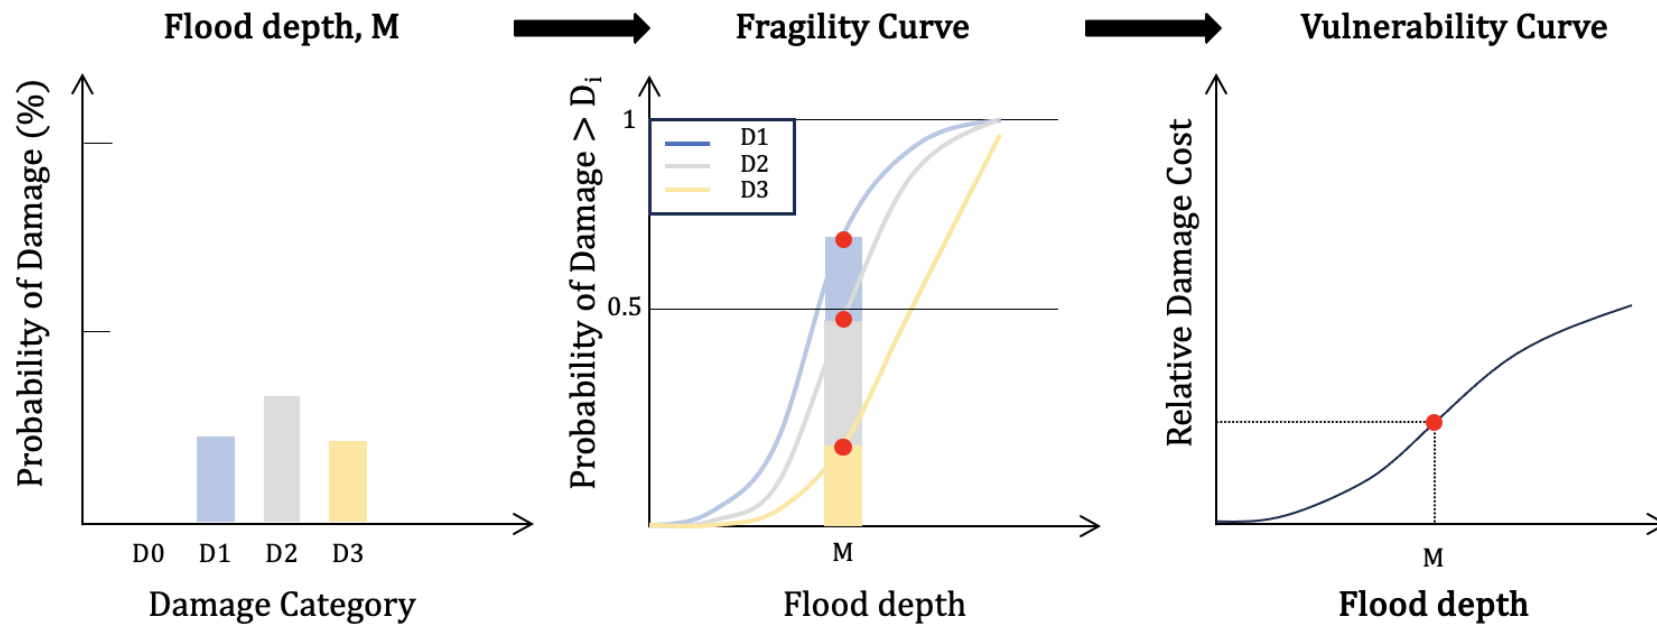 Flood depth, M
Fragility Curve
Vulnerability Curve
Probability of Damage (%)
D0 D1 D2 D3
Damage Category
Probability of Damage > Di
1
0.5
D1
D2
D3
M
Flood depth
Relative Damage Cost
M
Flood depth